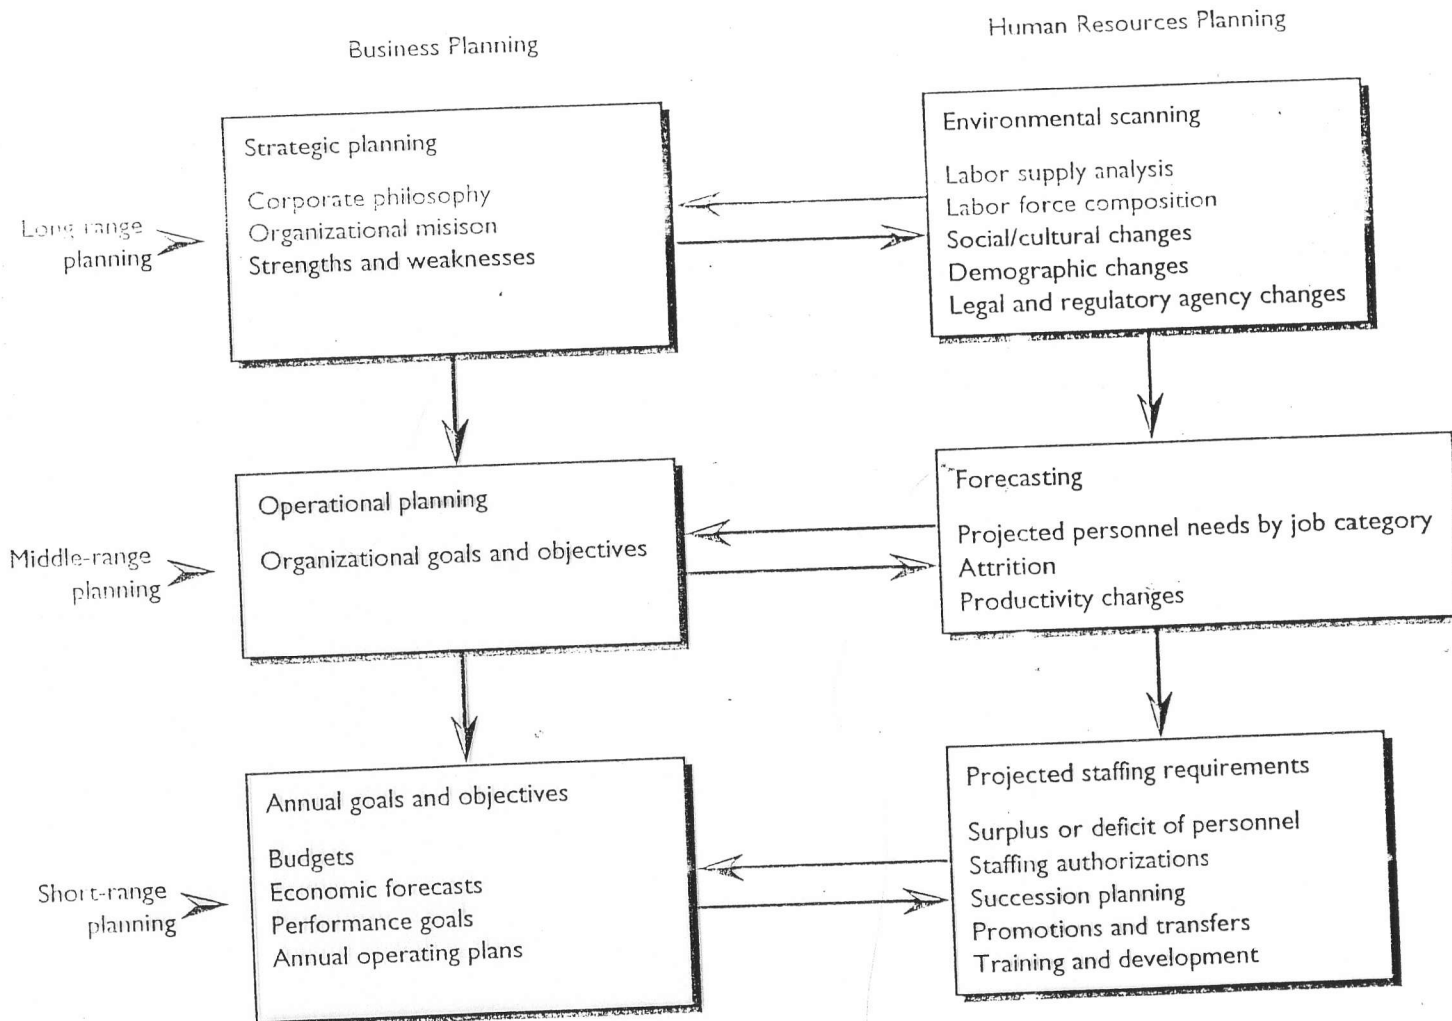 Business Planning
Human Resources Planning
Long range
planning
Strategic planning
Corporate philosophy
Organizational misison
Strengths and weaknesses
Environmental scanning
Labor supply analysis
Labor force composition
Social/cultural changes
Demographic changes
Legal and regulatory agency changes
Middle-range
planning
Operational planning
Organizational goals and objectives
Forecasting
Projected personnel needs by job category
Attrition
Productivity changes
Short-range
planning
Annual goals and objectives
Budgets
Economic forecasts
Performance goals
Annual operating plans
Projected staffing requirements
Surplus or deficit of personnel
Staffing authorizations
Succession planning
Promotions and transfers
Training and development